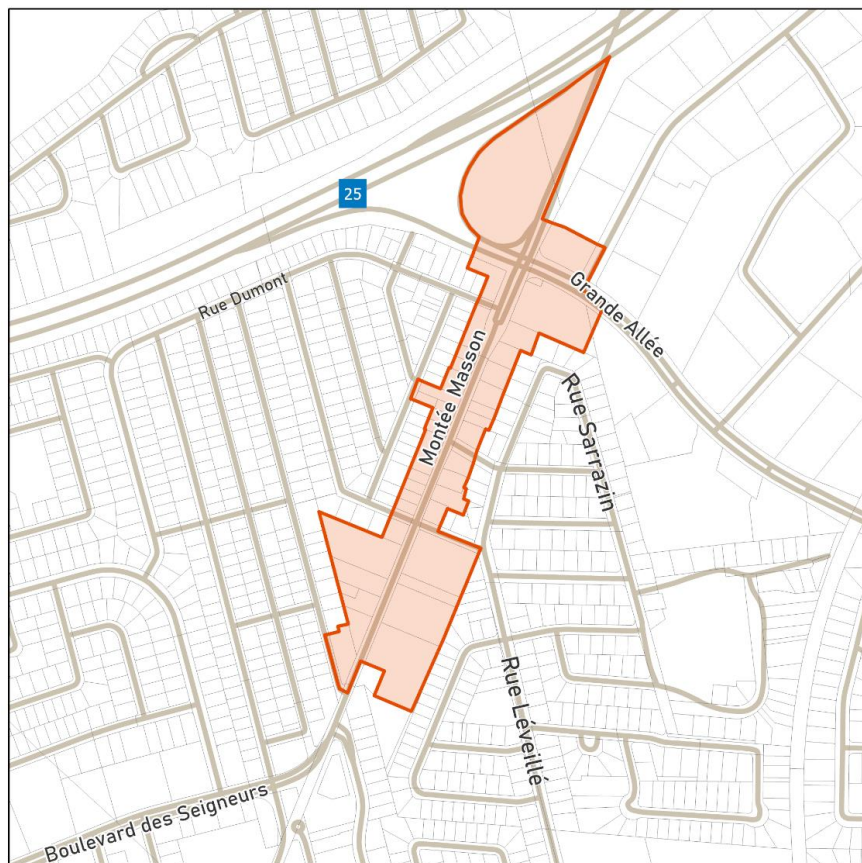 25
Rue Dumont
Grande Allée
Montée Masson
Rue Sarrazin
Rue Léveillé
Boulevard des Seigneurs